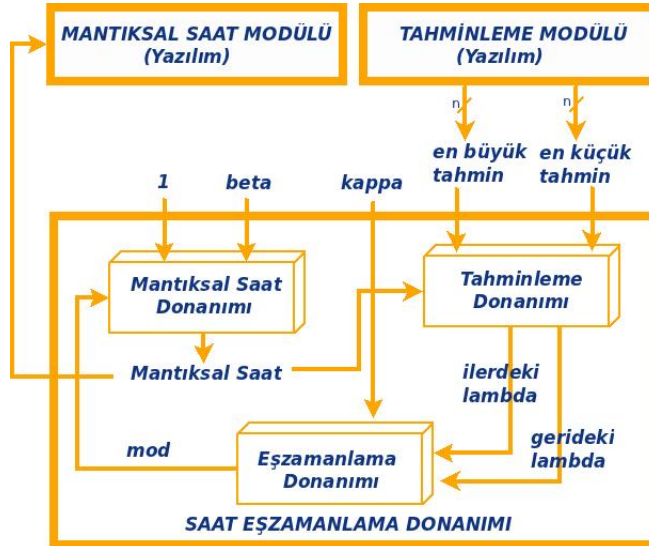 MANTIKSAL SAAT MODÜLÜ
(Yazılım)
TAHMİNLEME MODÜLÜ
(Yazılım)
n
n
en büyük
tahmin
en küçük
tahmin
1
beta
kappa
Mantıksal Saat
Donanımı
Tahminleme
Donanımı
Mantıksal Saat
ilerdeki
lambda
gerideki
lambda
mod
Eşzamanlama
Donanımı
SAAT EŞZAMANLAMA DONANIMI